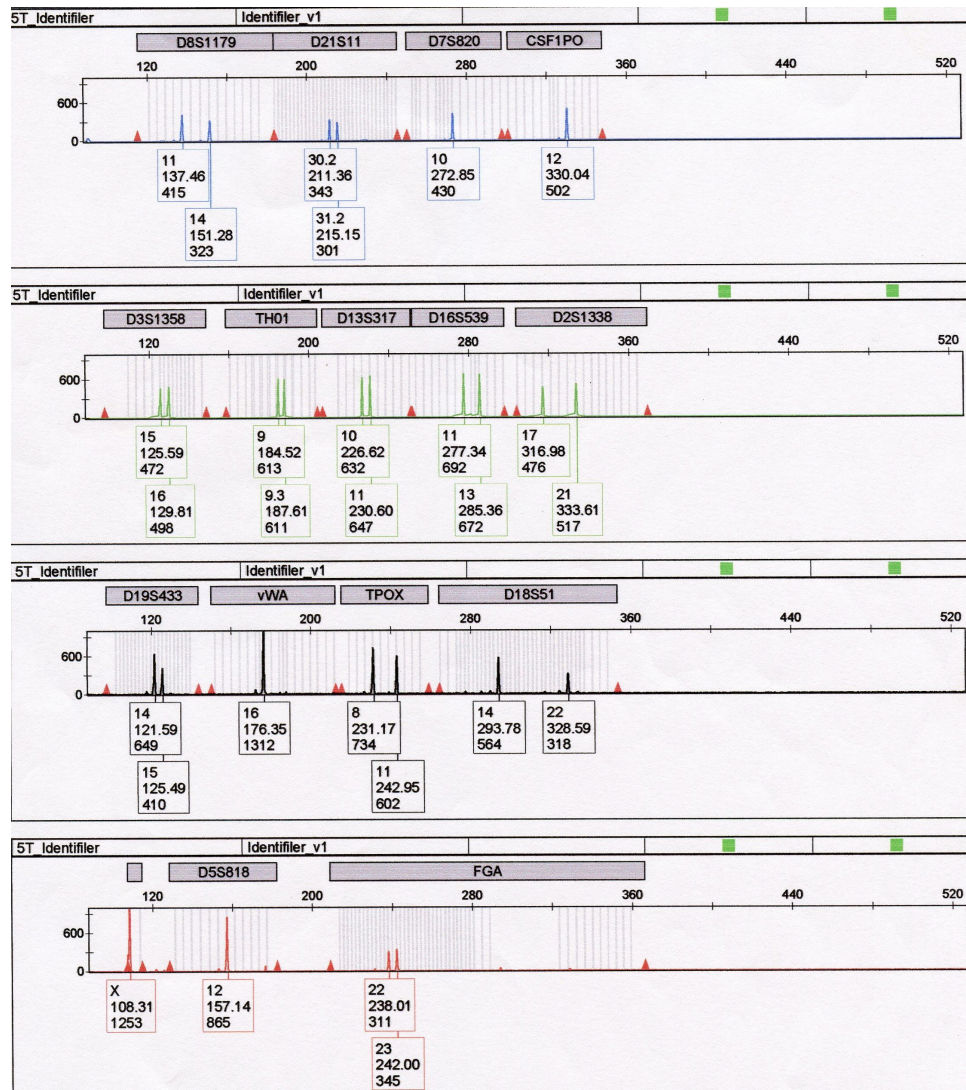 5T_Identifiler Identifiler_v1
D8S1179 D21S11 D7S820 CSF1PO
120 200 280 360 440 520
600
0
11 30.2 10 12
137.46 211.36 272.85 330.04
415 343 430 502
14 31.2
151.28 215.15
323 301
5T_Identifiler Identifiler_v1
D3S1358 TH01 D13S317 D16S539 D2S1338
120 200 280 360 440 520
600
0
15 9 10 11 17
125.59 184.52 226.62 277.34 316.98
472 613 632 692 476
16 9.3 11 13 21
129.81 187.61 230.60 285.36 333.61
498 611 647 672 517
5T_Identifiler Identifiler_v1
D19S433 vWA TPOX D18S51
120 200 280 360 440 520
600
0
14 16 8 14 22
121.59 176.35 231.17 293.78 328.59
649 1312 734 564 318
15 11
125.49 242.95
410 602
5T_Identifiler Identifiler_v1
D5S818 FGA
120 200 280 360 440 520
600
0
X 12 22
108.31 157.14 238.01
1253 865 311
23
242.00
345